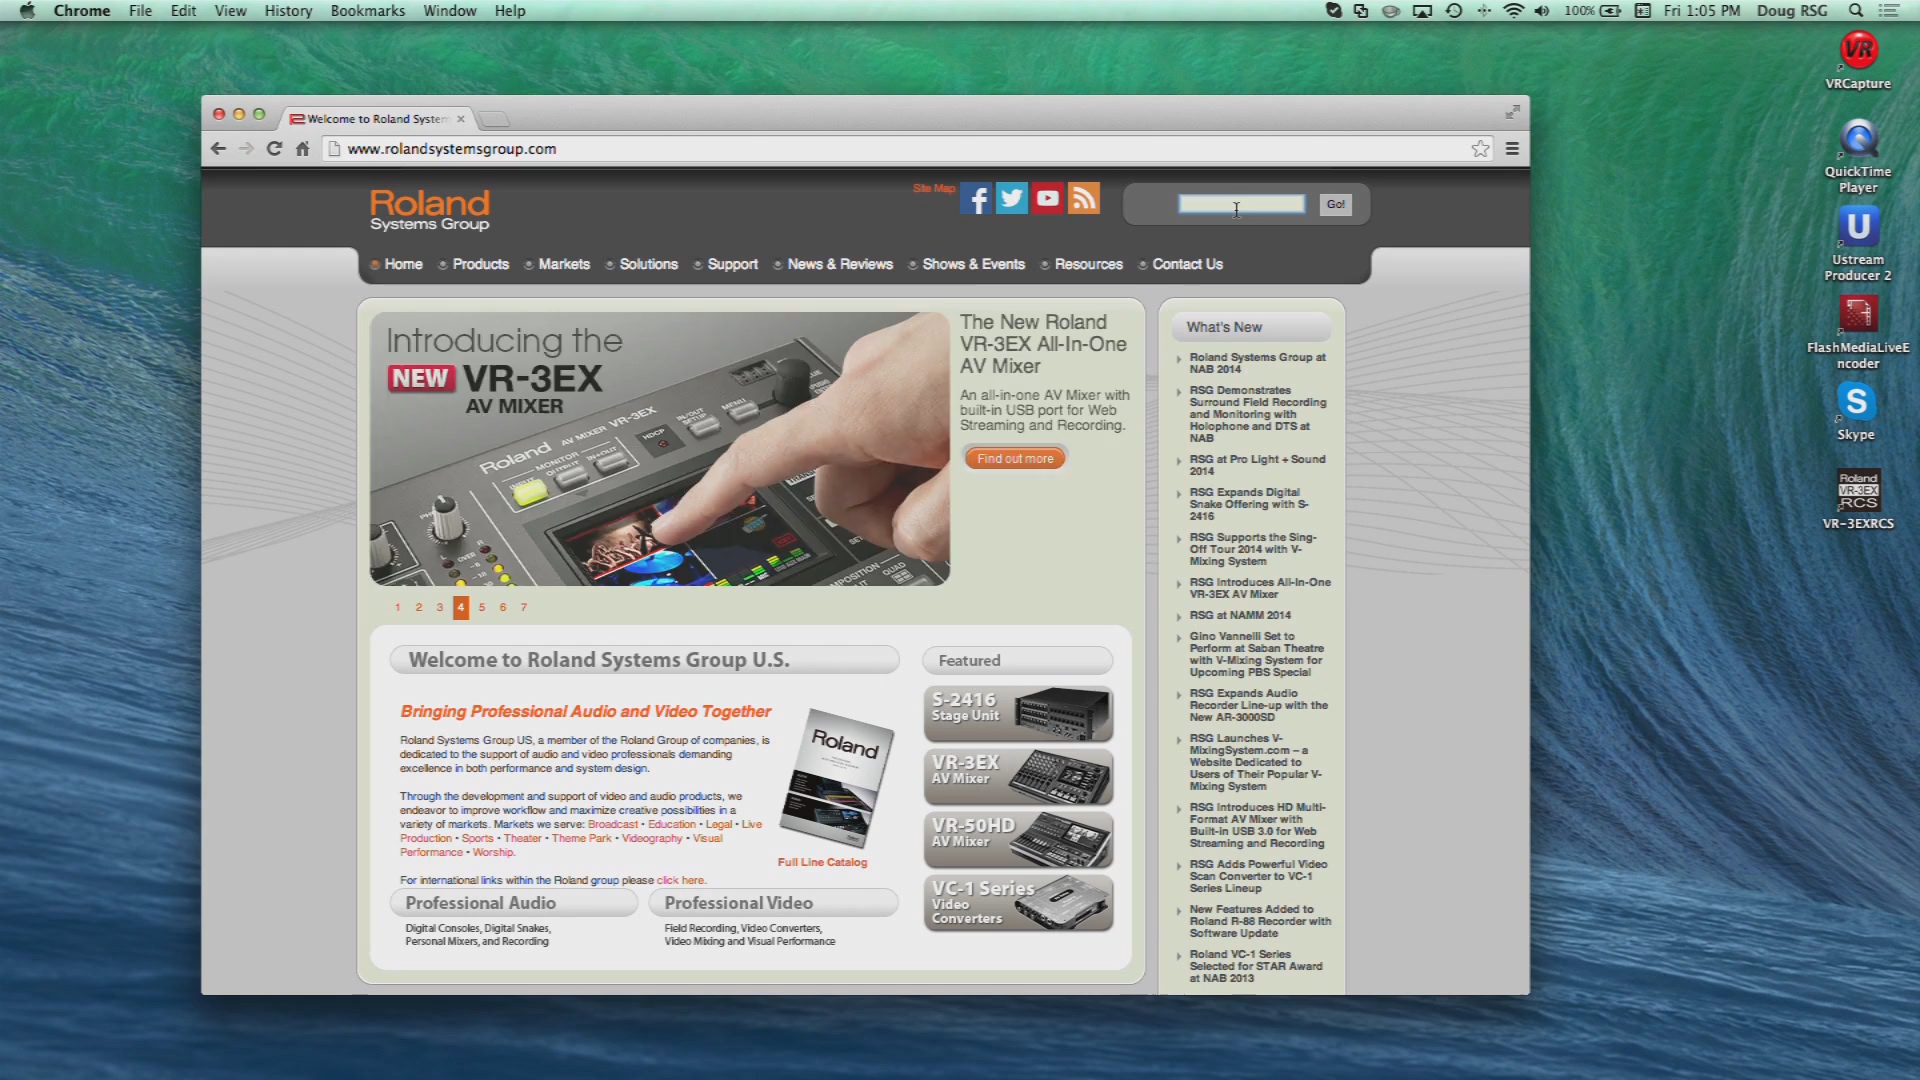 Chrome File Edit View History Bookmarks Window Help
100% Fri 1:05 PM Doug RSG
VR
VRCapture
QuickTime
Player
U
Ustream
Producer 2
FlashMediaLiveE
ncoder
S
Skype
Roland
VR-3EX
RCS
VR-3EXRCS
Welcome to Roland System
www.rolandsystemsgroup.com
Roland
Systems Group
Site Map
Go!
Home Products Markets Solutions Support News & Reviews Shows & Events Resources Contact Us
Introducing the
NEW VR-3EX
AV MIXER
Roland AV MIXER VR-3EX
MONITOR
INPUT OUTPUT IN+OUT
HDCP
IN/OUT
SETUP
MENU
OVER
QUAD
The New Roland
VR-3EX All-In-One
AV Mixer
An all-in-one AV Mixer with
built-in USB port for Web
Streaming and Recording.
Find out more
1 2 3 4 5 6 7
Welcome to Roland Systems Group U.S.
Bringing Professional Audio and Video Together
Roland Systems Group US, a member of the Roland Group of companies, is
dedicated to the support of audio and video professionals demanding
excellence in both performance and system design.
Through the development and support of video and audio products, we
endeavor to improve workflow and maximize creative possibilities in a
variety of markets. Markets we serve: Broadcast • Education • Legal • Live
Production • Sports • Theater • Theme Park • Videography • Visual
Performance • Worship.
For international links within the Roland group please click here.
Roland
Full Line Catalog
Professional Audio
Digital Consoles, Digital Snakes,
Personal Mixers, and Recording
Professional Video
Field Recording, Video Converters,
Video Mixing and Visual Performance
Featured
S-2416
Stage Unit
VR-3EX
AV Mixer
VR-50HD
AV Mixer
VC-1 Series
Video
Converters
What's New
Roland Systems Group at
NAB 2014
RSG Demonstrates
Surround Field Recording
and Monitoring with
Holophone and DTS at
NAB
RSG at Pro Light + Sound
2014
RSG Expands Digital
Snake Offering with S-
2416
RSG Supports the Sing-
Off Tour 2014 with V-
Mixing System
RSG Introduces All-In-One
VR-3EX AV Mixer
RSG at NAMM 2014
Gino Vannelli Set to
Perform at Saban Theatre
with V-Mixing System for
Upcoming PBS Special
RSG Expands Audio
Recorder Line-up with the
New AR-3000SD
RSG Launches V-
MixingSystem.com – a
Website Dedicated to
Users of Their Popular V-
Mixing System
RSG Introduces HD Multi-
Format AV Mixer with
Built-in USB 3.0 for Web
Streaming and Recording
RSG Adds Powerful Video
Scan Converter to VC-1
Series Lineup
New Features Added to
Roland R-88 Recorder with
Software Update
Roland VC-1 Series
Selected for STAR Award
at NAB 2013